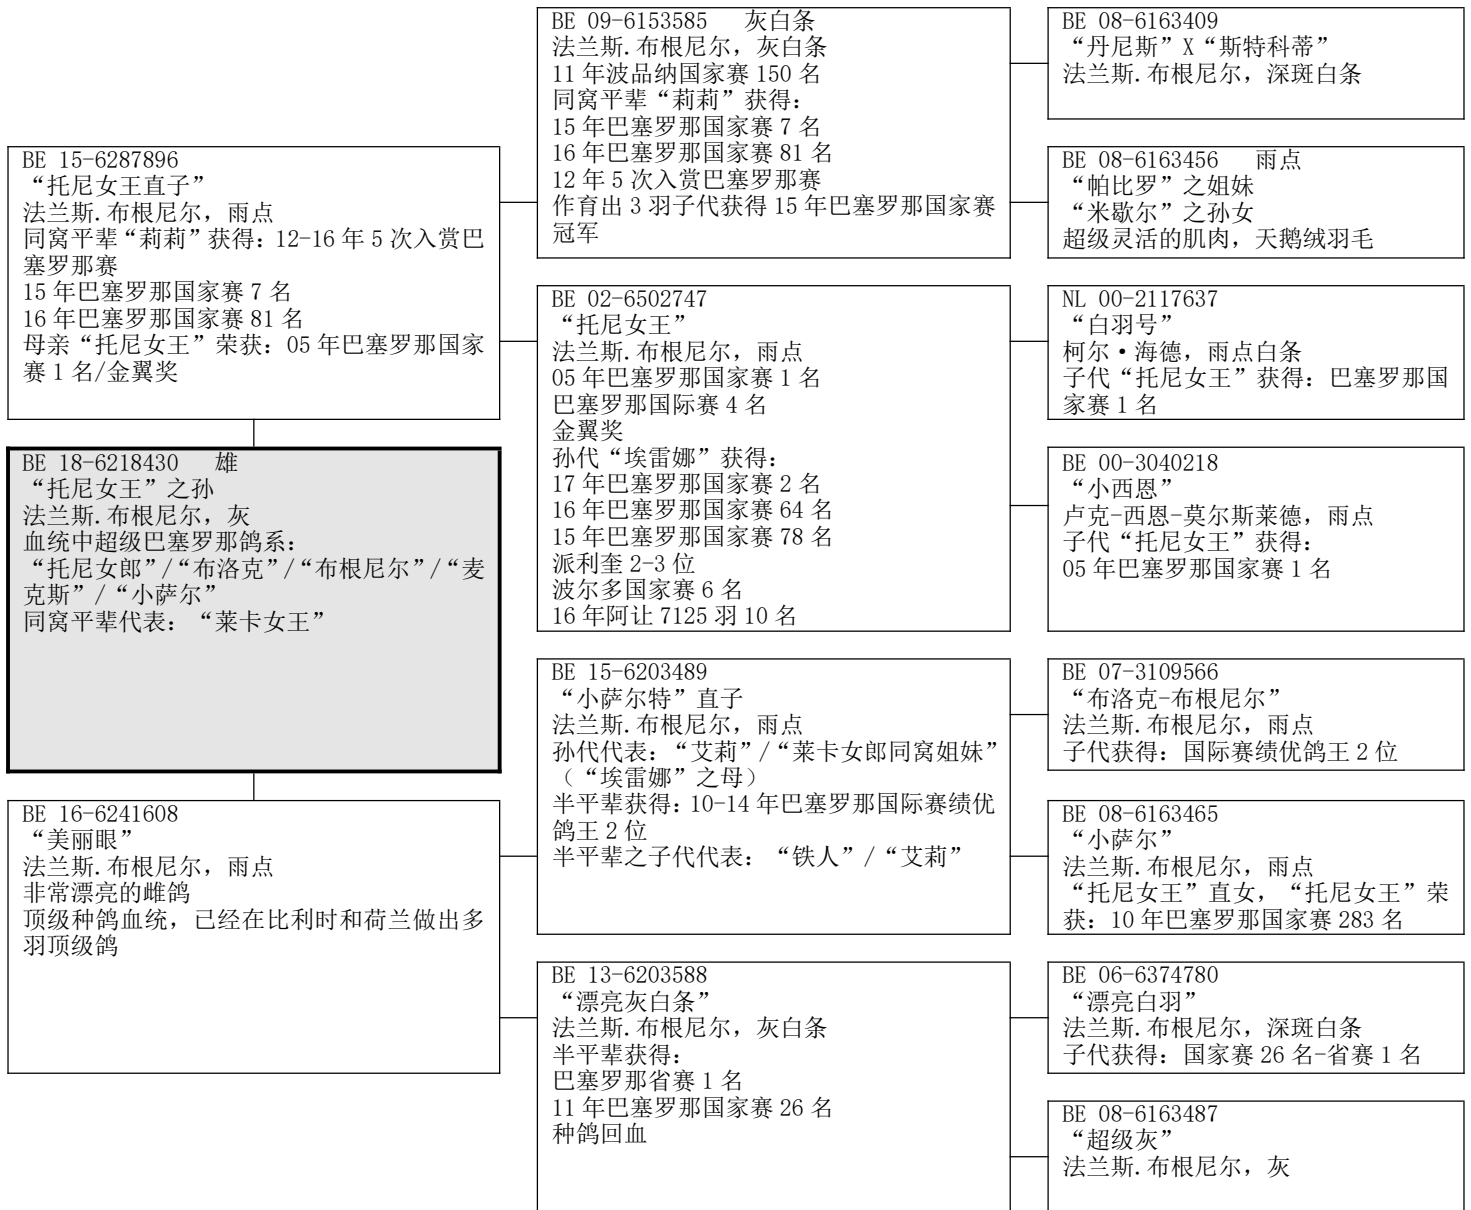 BE 15-6287896
“托尼女王直子”
法兰斯.布根尼尔，雨点
同窝平辈“莉莉”获得：12-16 年 5 次入赏巴
塞罗那赛
15 年巴塞罗那国家赛 7 名
16 年巴塞罗那国家赛 81 名
母亲“托尼女王”荣获：05 年巴塞罗那国家
赛 1 名/金翼奖
BE 18-6218430 雄
“托尼女王”之孙
法兰斯.布根尼尔，灰
血统中超级巴塞罗那鸽系：
“托尼女郎”/“布洛克”/“布根尼尔”/“麦
克斯”/“小萨尔”
同窝平辈代表：“莱卡女王”
BE 16-6241608
“美丽眼”
法兰斯.布根尼尔，雨点
非常漂亮的雌鸽
顶级种鸽血统，已经在比利时和荷兰做出多
羽顶级鸽
BE 09-6153585 灰白条
法兰斯.布根尼尔，灰白条
11 年波品纳国家赛 150 名
同窝平辈“莉莉”获得：
15 年巴塞罗那国家赛 7 名
16 年巴塞罗那国家赛 81 名
12 年 5 次入赏巴塞罗那赛
作育出 3 羽子代获得 15 年巴塞罗那国家赛
冠军
BE 02-6502747
“托尼女王”
法兰斯.布根尼尔，雨点
05 年巴塞罗那国家赛 1 名
巴塞罗那国际赛 4 名
金翼奖
孙代“埃雷娜”获得：
17 年巴塞罗那国家赛 2 名
16 年巴塞罗那国家赛 64 名
15 年巴塞罗那国家赛 78 名
派利奎 2-3 位
波尔多国家赛 6 名
16 年阿让 7125 羽 10 名
BE 15-6203489
“小萨尔特”直子
法兰斯.布根尼尔，雨点
孙代代表：“艾莉”/“莱卡女郎同窝姐妹”
（“埃雷娜”之母）
半平辈获得：10-14 年巴塞罗那国际赛绩优
鸽王 2 位
半平辈之子代代表：“铁人”/“艾莉”
BE 13-6203588
“漂亮灰白条”
法兰斯.布根尼尔，灰白条
半平辈获得：
巴塞罗那省赛 1 名
11 年巴塞罗那国家赛 26 名
种鸽回血
BE 08-6163409
“丹尼斯”X“斯特科蒂”
法兰斯.布根尼尔，深斑白条
BE 08-6163456 雨点
“帕比罗”之姐妹
“米歇尔”之孙女
超级灵活的肌肉，天鹅绒羽毛
NL 00-2117637
“白羽号”
柯尔•海德，雨点白条
子代“托尼女王”获得：巴塞罗那国
家赛 1 名
BE 00-3040218
“小西恩”
卢克-西恩-莫尔斯莱德，雨点
子代“托尼女王”获得：
05 年巴塞罗那国家赛 1 名
BE 07-3109566
“布洛克-布根尼尔”
法兰斯.布根尼尔，雨点
子代获得：国际赛绩优鸽王 2 位
BE 08-6163465
“小萨尔”
法兰斯.布根尼尔，雨点
“托尼女王”直女，“托尼女王”荣
获：10 年巴塞罗那国家赛 283 名
BE 06-6374780
“漂亮白羽”
法兰斯.布根尼尔，深斑白条
子代获得：国家赛 26 名-省赛 1 名
BE 08-6163487
“超级灰”
法兰斯.布根尼尔，灰